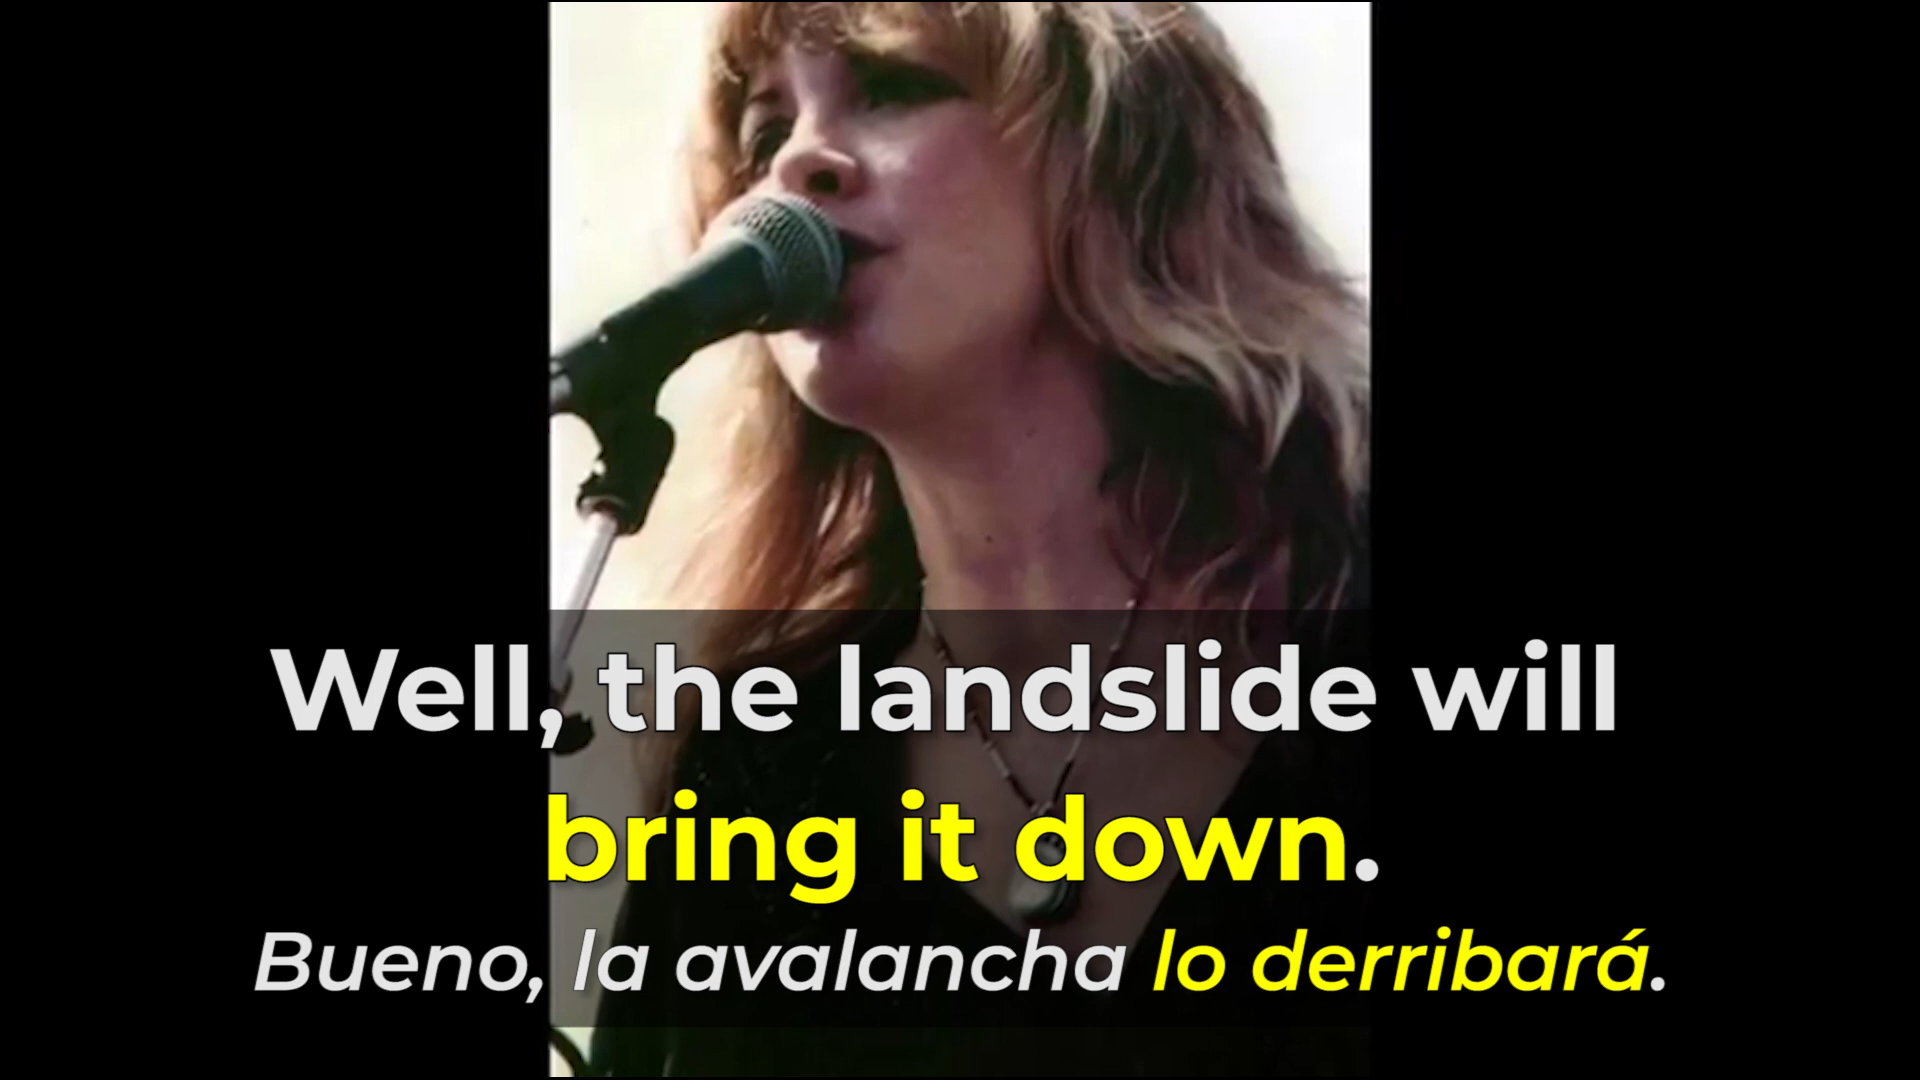 Well, the landslide will
bring it down.
Bueno, la avalancha lo derribará.